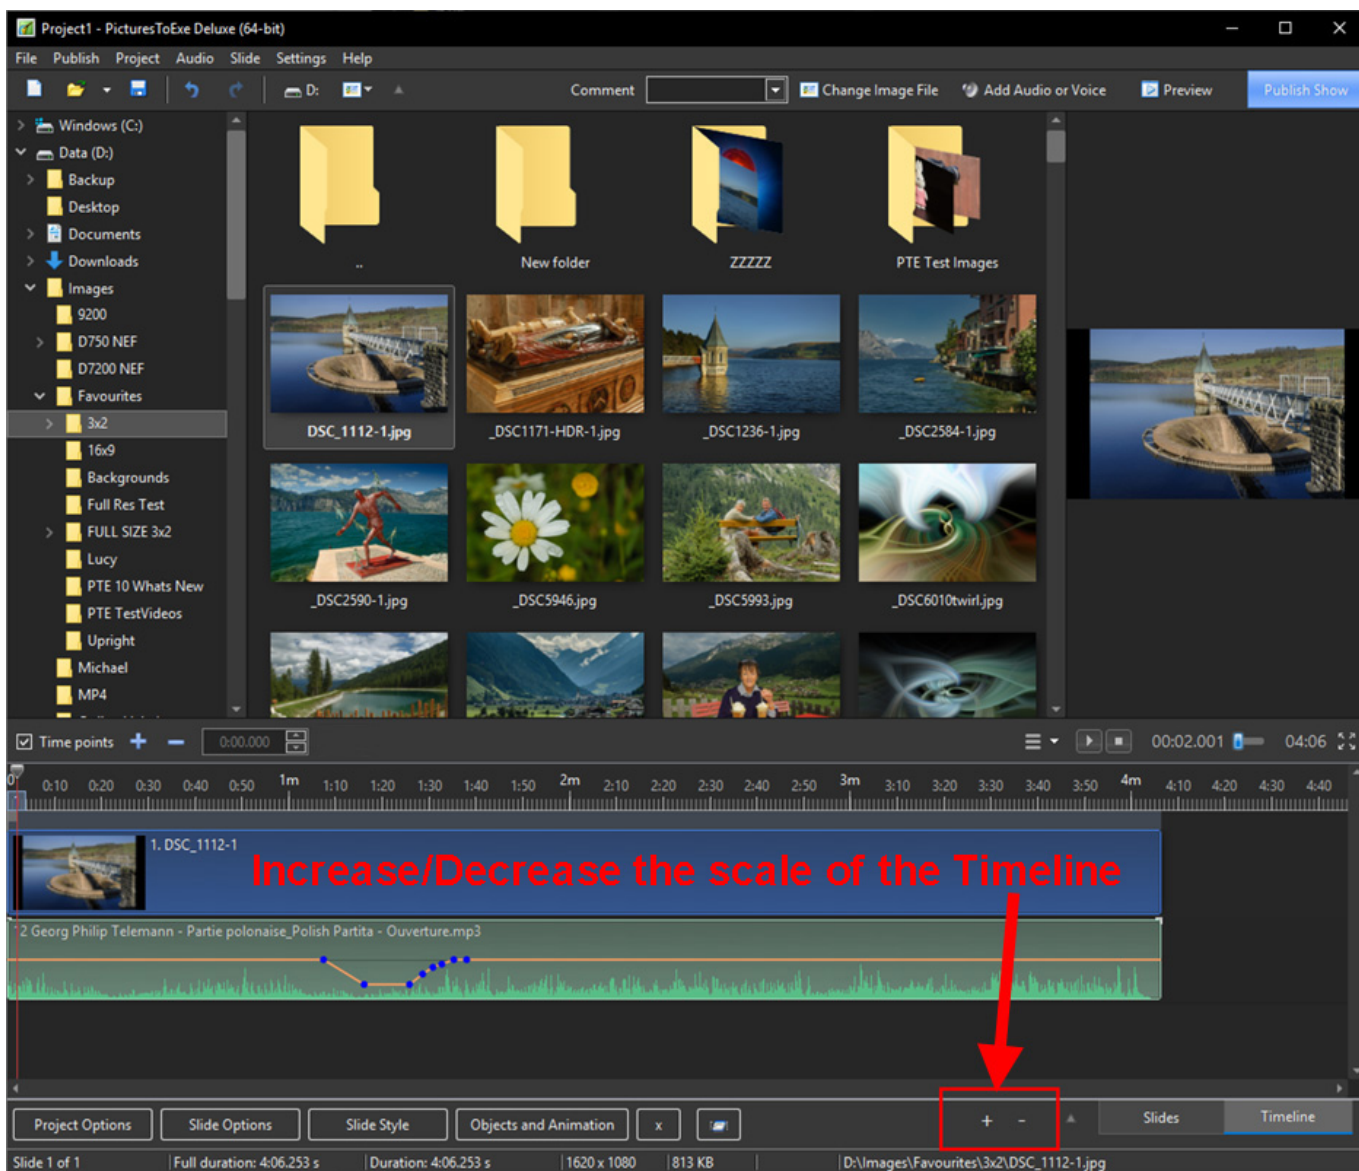 Project1 - PicturesToExe Deluxe (64-bit)
File Publish Project Audio Slide Settings Help
D: Comment Change Image File Add Audio or Voice Preview Publish Show
Windows (C:)
Data (D:)
Backup
Desktop
Documents
Downloads
Images
9200
D750 NEF
D7200 NEF
Favourites
3x2
16x9
Backgrounds
Full Res Test
FULL SIZE 3x2
Lucy
PTE 10 Whats New
PTE TestVideos
Upright
Michael
MP4
.. New folder ZZZZZ PTE Test Images
DSC_1112-1.jpg _DSC1171-HDR-1.jpg _DSC1236-1.jpg _DSC2584-1.jpg
_DSC2590-1.jpg _DSC5946.jpg _DSC5993.jpg _DSC6010twirl.jpg
Time points + - 0:00.000 00:02.001 04:06
0 0:10 0:20 0:30 0:40 0:50 1m 1:10 1:20 1:30 1:40 1:50 2m 2:10 2:20 2:30 2:40 2:50 3m 3:10 3:20 3:30 3:40 3:50 4m 4:10 4:20 4:30 4:40
1. DSC_1112-1
Increase/Decrease the scale of the Timeline
2 Georg Philip Telemann - Partie polonaise_Polish Partita - Ouverture.mp3
Project Options Slide Options Slide Style Objects and Animation x + - Slides Timeline
Slide 1 of 1 Full duration: 4:06.253 s Duration: 4:06.253 s 1620 x 1080 813 KB D:\Images\Favourites\3x2\DSC_1112-1.jpg